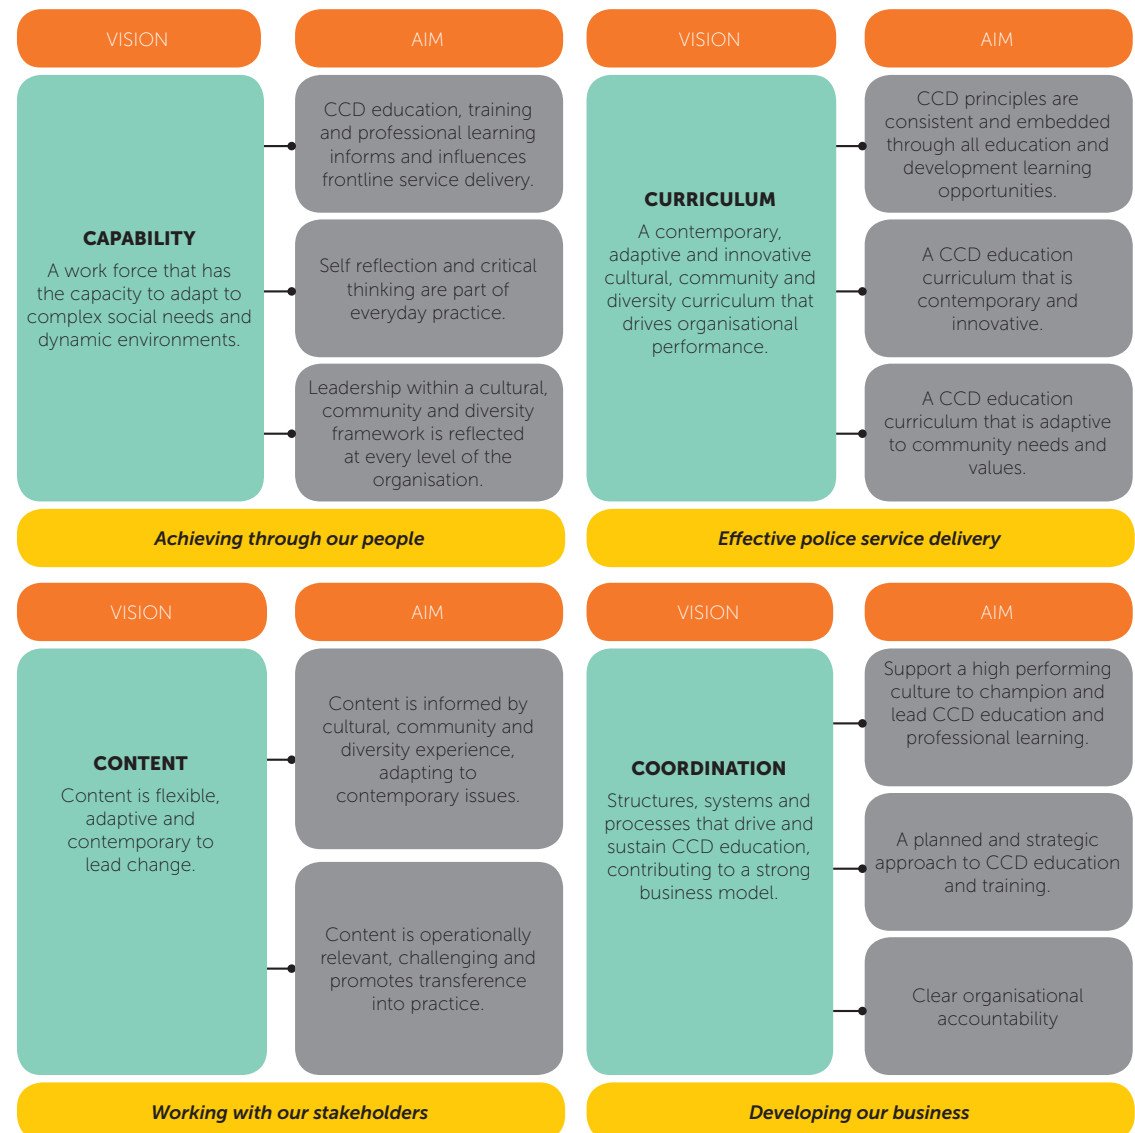 VISION
AIM
CAPABILITY
A work force that has
the capacity to adapt to
complex social needs and
dynamic environments.
CCD education, training
and professional learning
informs and influences
frontline service delivery.
Self reflection and critical
thinking are part of
everyday practice.
Leadership within a cultural,
community and diversity
framework is reflected
at every level of the
organisation.
Achieving through our people
VISION
AIM
CURRICULUM
A contemporary,
adaptive and innovative
cultural, community and
diversity curriculum that
drives organisational
performance.
CCD principles are
consistent and embedded
through all education and
development learning
opportunities.
A CCD education
curriculum that is
contemporary and
innovative.
A CCD education
curriculum that is adaptive
to community needs and
values.
Effective police service delivery
VISION
AIM
CONTENT
Content is flexible,
adaptive and
contemporary to
lead change.
Content is informed by
cultural, community and
diversity experience,
adapting to
contemporary issues.
Content is operationally
relevant, challenging and
promotes transference
into practice.
Working with our stakeholders
VISION
AIM
COORDINATION
Structures, systems and
processes that drive and
sustain CCD education,
contributing to a strong
business model.
Support a high performing
culture to champion and
lead CCD education and
professional learning.
A planned and strategic
approach to CCD education
and training.
Clear organisational
accountability
Developing our business